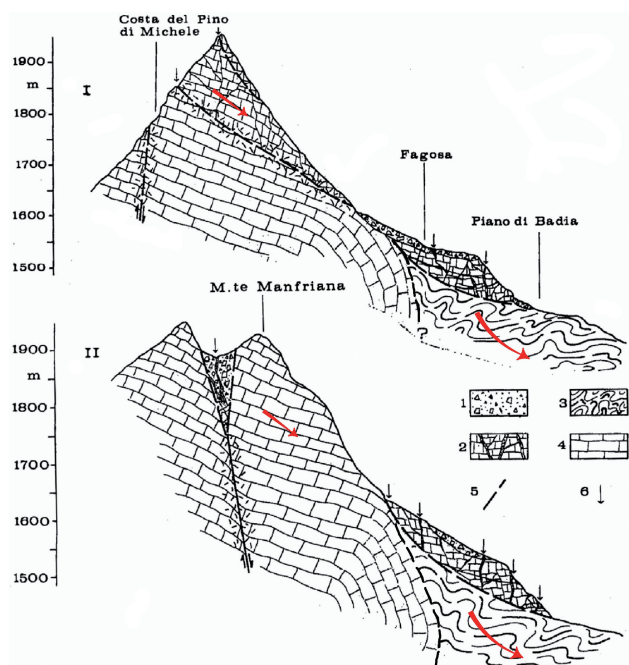 Costa del Pino
di Michele
1900
m
I
1800
1700
1600
1500
Fagosa
Piano di Badia
M.te Manfriana
II
1900
m
1800
1700
1600
1500
1
3
2
4
5
6